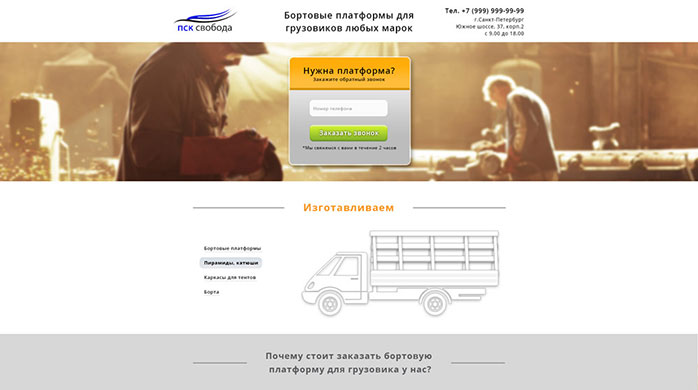 ПСК СВОБОДА
Бортовые платформы для
грузовиков любых марок
Тел. +7 (999) 999-99-99
г.Санкт-Петербург
Южное шоссе, 37, корп.2
с 9.00 до 18.00
Нужна платформа?
Закажите обратный звонок
Номер телефона
Заказать звонок
*Мы свяжимся с вами в течение 2 часов
Изготавливаем
Бортовые платформы
Пирамиды, катюши
Каркасы для тентов
Борта
Почему стоит заказать бортовую
платформу для грузовика у нас?